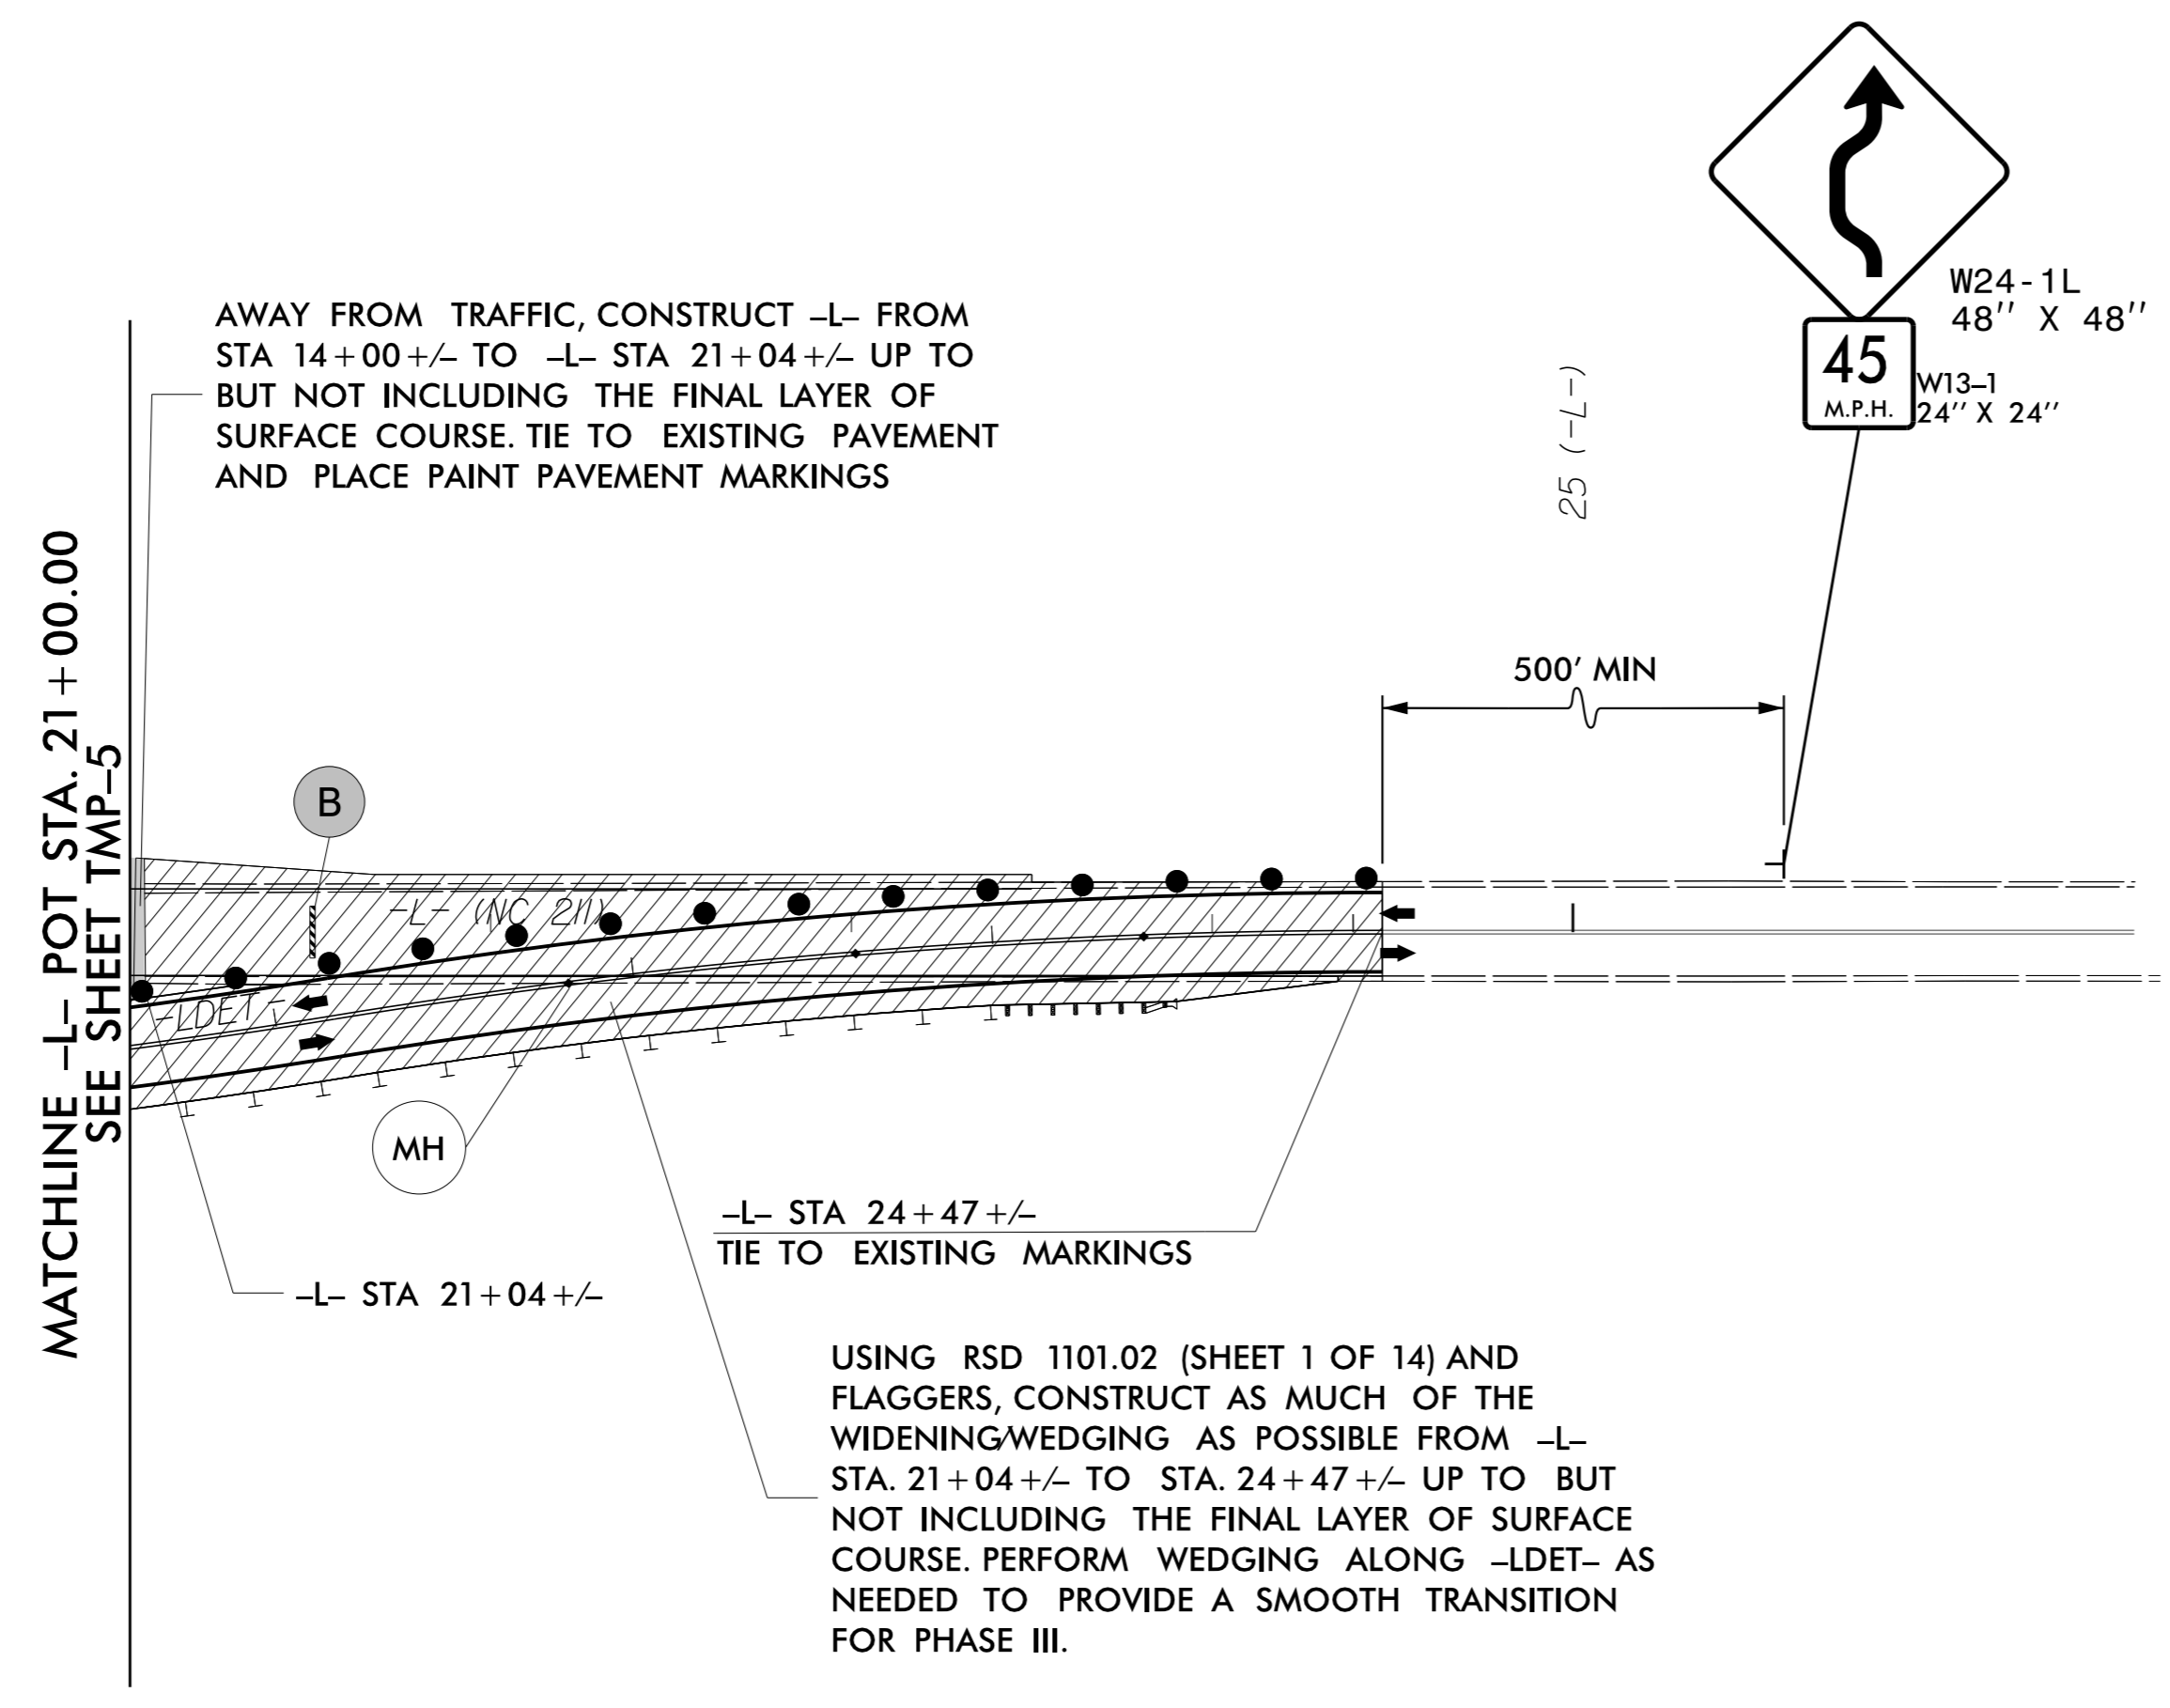 W24-1L
48'' X 48''
45
M.P.H.
W13–1
24'' X 24''
AWAY FROM TRAFFIC, CONSTRUCT –L– FROM
STA 14+00+/– TO –L– STA 21+04+/– UP TO
BUT NOT INCLUDING THE FINAL LAYER OF
SURFACE COURSE. TIE TO EXISTING PAVEMENT
AND PLACE PAINT PAVEMENT MARKINGS
25 (-L-)
MATCHLINE –L– POT STA. 21+00.00
SEE SHEET TMP–5
500' MIN
B
-L- (NC 211)
-LDET-
MH
–L– STA 24+47+/–
TIE TO EXISTING MARKINGS
–L– STA 21+04+/–
USING RSD 1101.02 (SHEET 1 OF 14) AND
FLAGGERS, CONSTRUCT AS MUCH OF THE
WIDENING/WEDGING AS POSSIBLE FROM –L–
STA. 21+04+/– TO STA. 24+47+/– UP TO BUT
NOT INCLUDING THE FINAL LAYER OF SURFACE
COURSE. PERFORM WEDGING ALONG –LDET– AS
NEEDED TO PROVIDE A SMOOTH TRANSITION
FOR PHASE III.